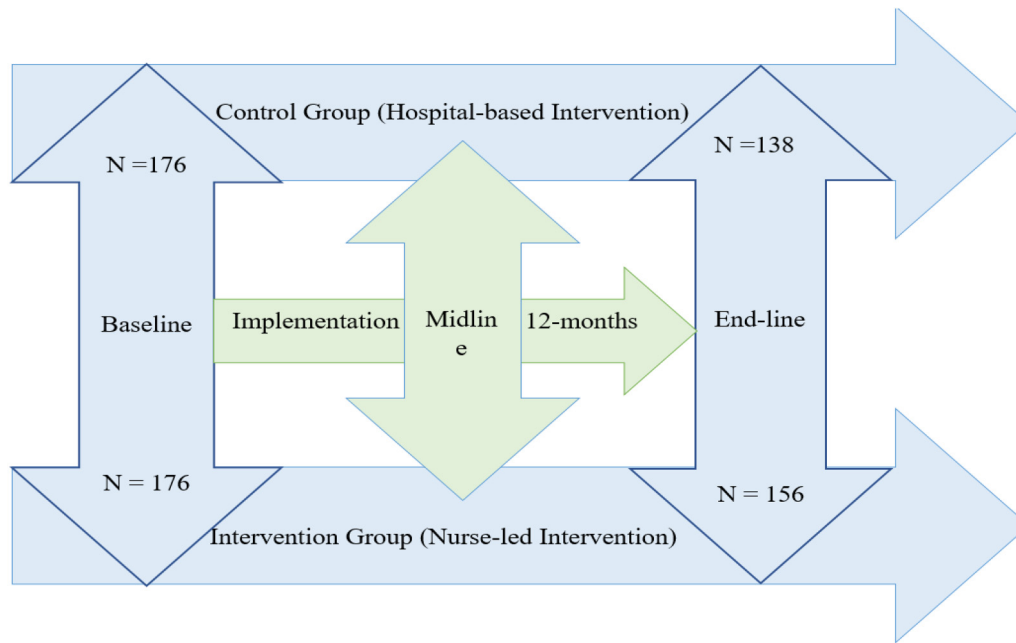 Control Group (Hospital-based Intervention)
N =176
N =138
Baseline
Implementation
Midlin
e
12-months
End-line
N = 176
N = 156
Intervention Group (Nurse-led Intervention)